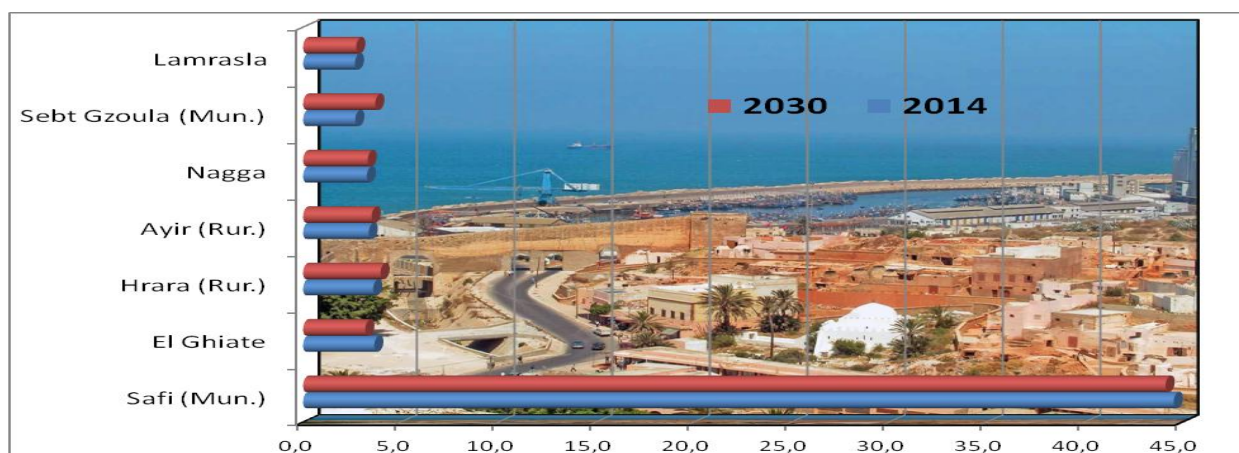 Lamrasla
Sebt Gzoula (Mun.)
2030 2014
Nagga
Ayir (Rur.)
Hrara (Rur.)
El Ghiate
Safi (Mun.)
0,0 5,0 10,0 15,0 20,0 25,0 30,0 35,0 40,0 45,0